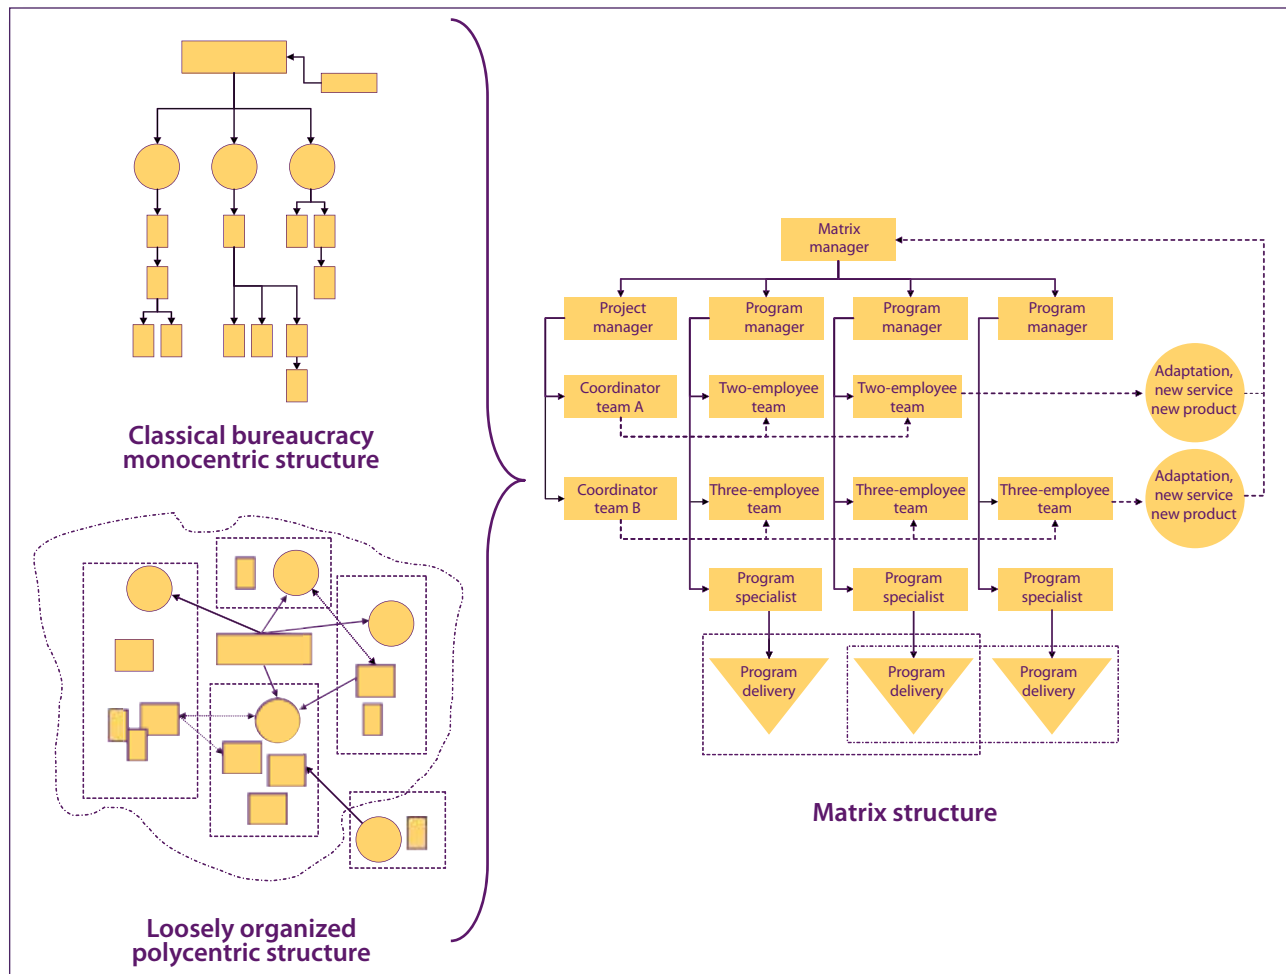 Classical bureaucracy
monocentric structure
Loosely organized
polycentric structure
Matrix
manager
Project
manager
Program
manager
Program
manager
Program
manager
Coordinator
team A
Two-employee
team
Two-employee
team
Adaptation,
new service
new product
Coordinator
team B
Three-employee
team
Three-employee
team
Three-employee
team
Adaptation,
new service
new product
Program
specialist
Program
specialist
Program
specialist
Program
delivery
Program
delivery
Program
delivery
Matrix structure